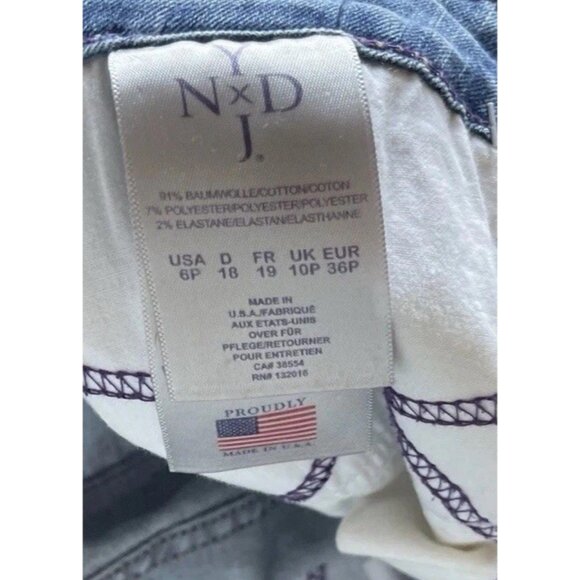 Y
N×D
J®
91% BAUMWOLLE/COTTON/COTON
7% POLYESTER/POLYESTER/POLYESTER
2% ELASTANE/ELASTAN/ELASTHANNE
USA D FR UK EUR
6P 18 19 10P 36P
MADE IN
U.S.A./FABRIQUÉ
AUX ETATS-UNIS
OVER FÜR
PFLEGE/RETOURNER
POUR ENTRETIEN
CA# 38554
RN# 132016
PROUDLY
MADE IN U.S.A.